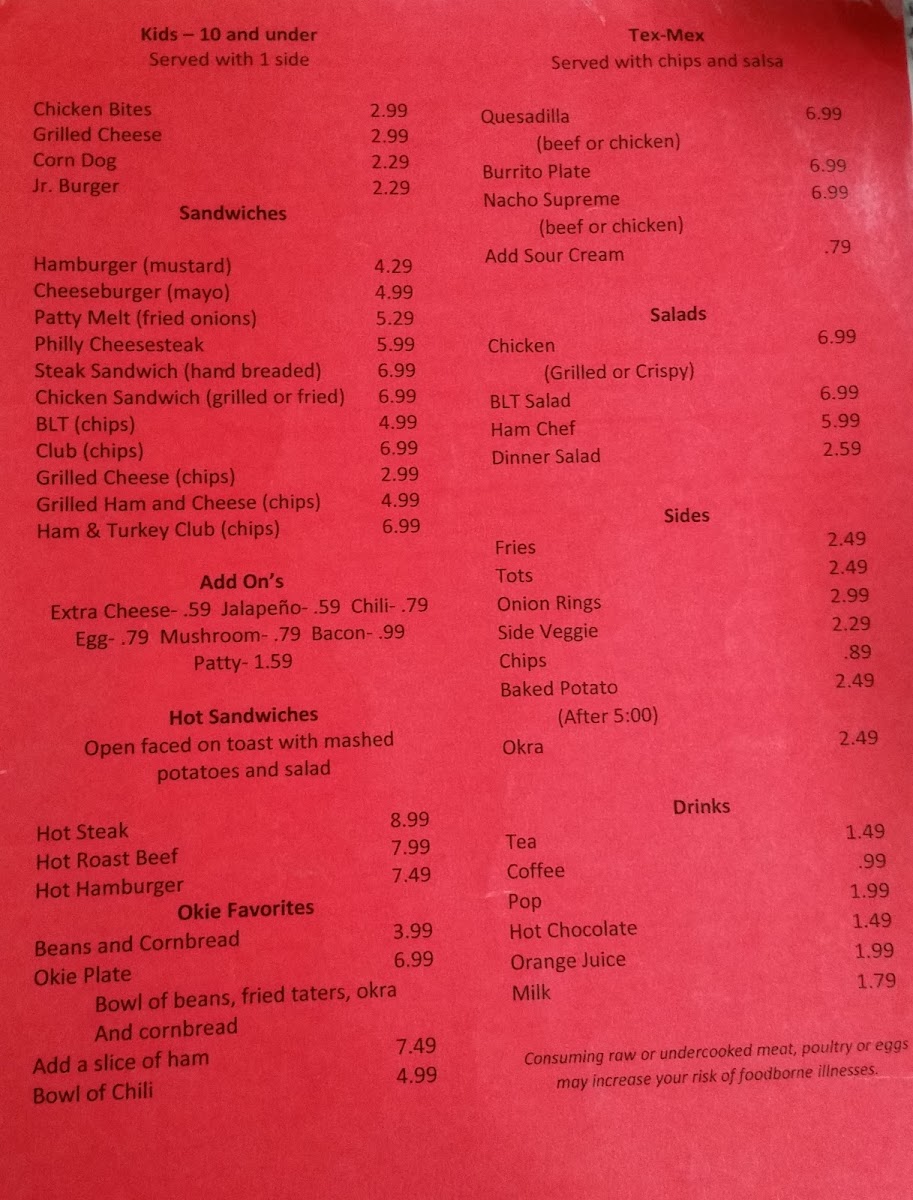 Kids – 10 and under
Served with 1 side
Chicken Bites 2.99
Grilled Cheese 2.99
Corn Dog 2.29
Jr. Burger 2.29
Sandwiches
Hamburger (mustard) 4.29
Cheeseburger (mayo) 4.99
Patty Melt (fried onions) 5.29
Philly Cheesesteak 5.99
Steak Sandwich (hand breaded) 6.99
Chicken Sandwich (grilled or fried) 6.99
BLT (chips) 4.99
Club (chips) 6.99
Grilled Cheese (chips) 2.99
Grilled Ham and Cheese (chips) 4.99
Ham & Turkey Club (chips) 6.99
Add On's
Extra Cheese- .59 Jalapeño- .59 Chili- .79
Egg- .79 Mushroom- .79 Bacon- .99
Patty- 1.59
Hot Sandwiches
Open faced on toast with mashed
potatoes and salad
Hot Steak 8.99
Hot Roast Beef 7.99
Hot Hamburger 7.49
Okie Favorites
Beans and Cornbread 3.99
Okie Plate 6.99
Bowl of beans, fried taters, okra
And cornbread
Add a slice of ham 7.49
Bowl of Chili 4.99
Tex-Mex
Served with chips and salsa
Quesadilla 6.99
(beef or chicken)
Burrito Plate 6.99
Nacho Supreme 6.99
(beef or chicken)
Add Sour Cream .79
Salads
Chicken 6.99
(Grilled or Crispy)
BLT Salad 6.99
Ham Chef 5.99
Dinner Salad 2.59
Sides
Fries 2.49
Tots 2.49
Onion Rings 2.99
Side Veggie 2.29
Chips .89
Baked Potato 2.49
(After 5:00)
Okra 2.49
Drinks
Tea 1.49
Coffee .99
Pop 1.99
Hot Chocolate 1.49
Orange Juice 1.99
Milk 1.79
Consuming raw or undercooked meat, poultry or eggs
may increase your risk of foodborne illnesses.